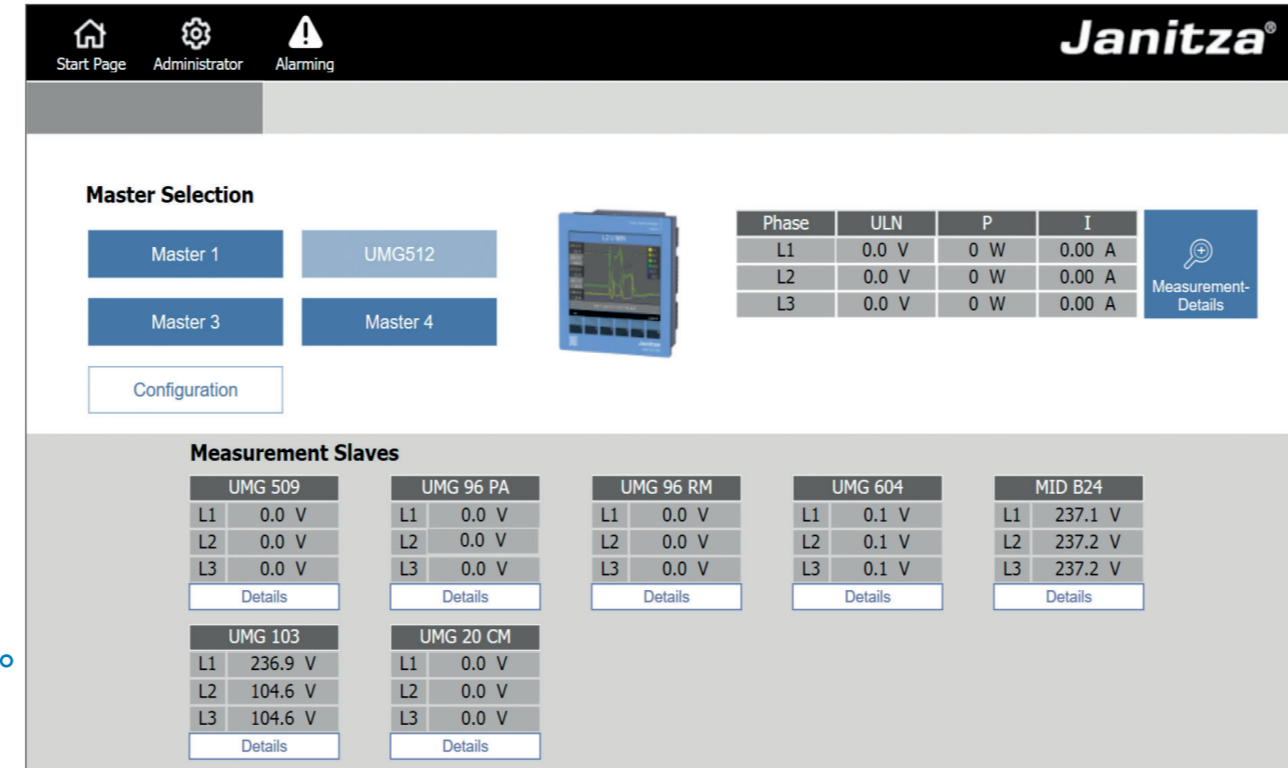 Start Page Administrator Alarming
Janitza®
Master Selection
Master 1 UMG512
Master 3 Master 4
Configuration
Janitza
Phase ULN P I
L1 0.0 V 0 W 0.00 A
L2 0.0 V 0 W 0.00 A
L3 0.0 V 0 W 0.00 A
Measurement-
Details
Measurement Slaves
UMG 509 UMG 96 PA UMG 96 RM UMG 604 MID B24
L1 0.0 V L1 0.0 V L1 0.0 V L1 0.1 V L1 237.1 V
L2 0.0 V L2 0.0 V L2 0.0 V L2 0.1 V L2 237.2 V
L3 0.0 V L3 0.0 V L3 0.0 V L3 0.1 V L3 237.2 V
Details Details Details Details Details
UMG 103 UMG 20 CM
L1 236.9 V L1 0.0 V
L2 104.6 V L2 0.0 V
L3 104.6 V L3 0.0 V
Details Details